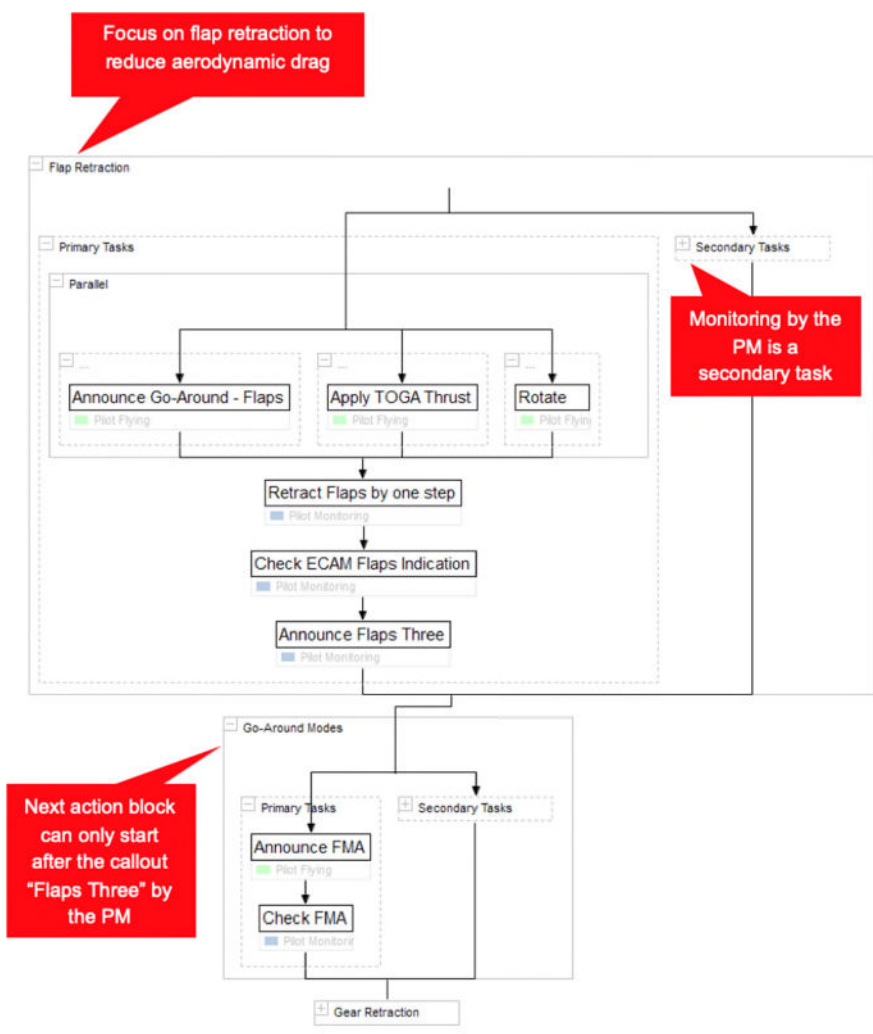 Focus on flap retraction to
reduce aerodynamic drag
Flap Retraction
Primary Tasks
Secondary Tasks
Parallel
Monitoring by the
PM is a
secondary task
...
...
...
Announce Go-Around - Flaps
Apply TOGA Thrust
Rotate
Pilot Flying
Pilot Flying
Pilot Flying
Retract Flaps by one step
Pilot Monitoring
Check ECAM Flaps Indication
Pilot Monitoring
Announce Flaps Three
Pilot Monitoring
Go-Around Modes
Next action block
can only start
after the callout
“Flaps Three” by
the PM
Primary Tasks
Secondary Tasks
Announce FMA
Pilot Flying
Check FMA
Pilot Monitorin
Gear Retraction